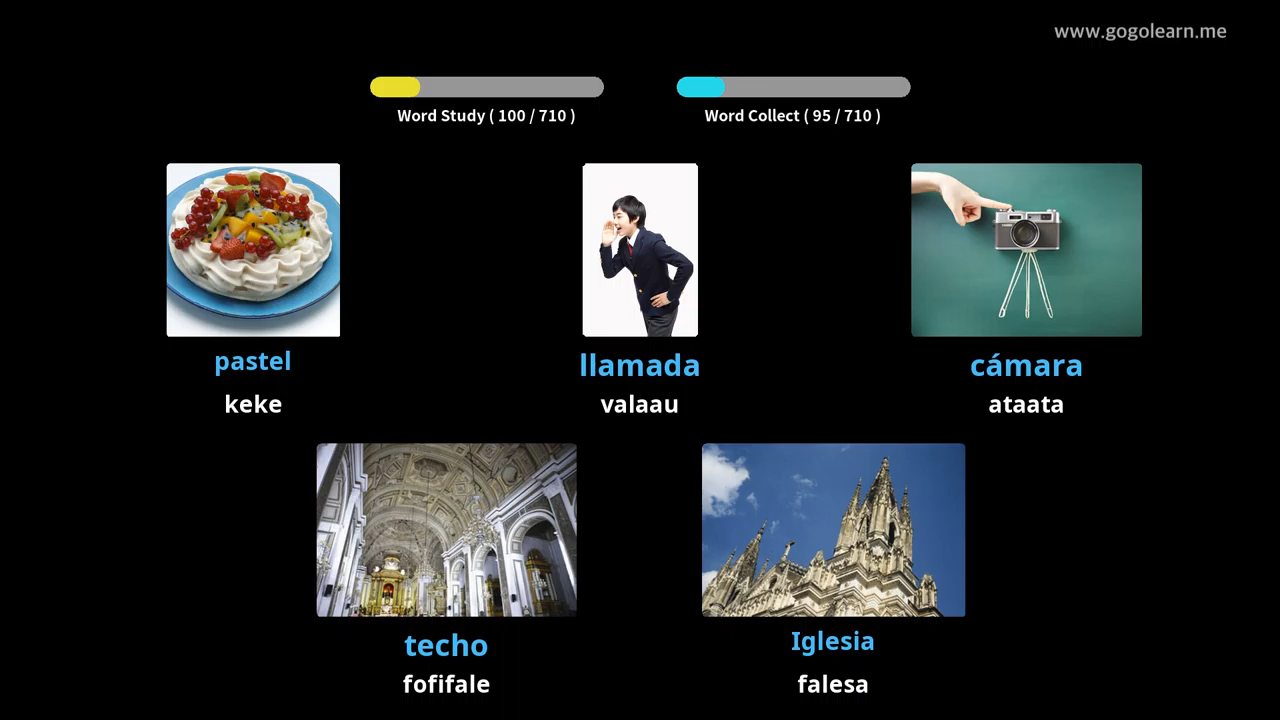 www.gogolearn.me
Word Study ( 100 / 710 )
Word Collect ( 95 / 710 )
pastel
keke
llamada
valaau
cámara
ataata
techo
fofifale
Iglesia
falesa